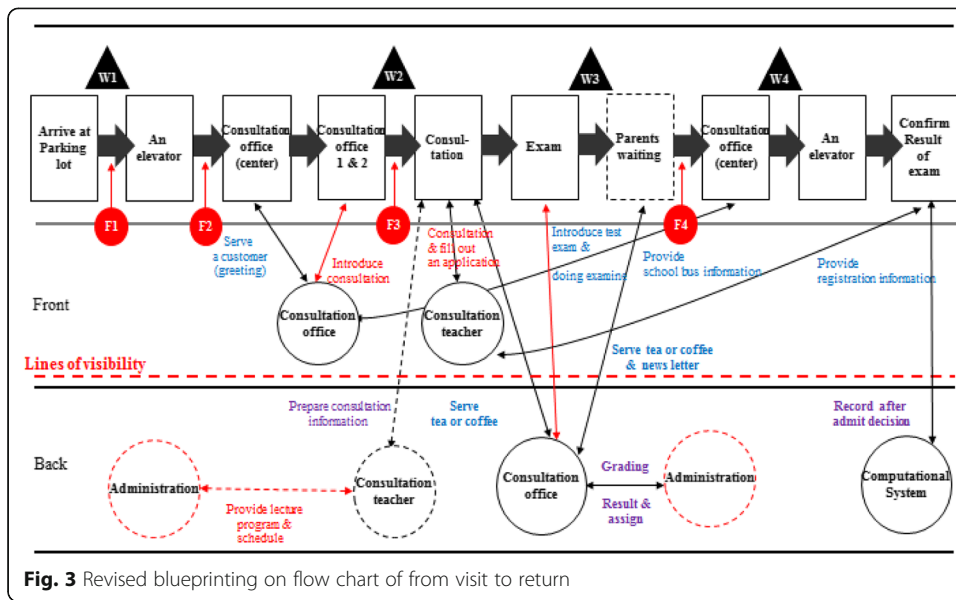 W1
W2
W3
W4
Arrive at
Parking
lot
An
elevator
Consultation
office
(center)
Consultation
office
1 & 2
Consul-
tation
Exam
Parents
waiting
Consultation
office
(center)
An
elevator
Confirm
Result
of
exam
F1
F2
F3
F4
Serve
a customer
(greeting)
Introduce
consultation
Consultation
& fill out
an application
Introduce test
exam &
doing examine
Provide
school bus information
Provide
registration information
Front
Consultation
office
Consultation
teacher
Lines of visibility
Serve tea or coffee
& news letter
Prepare consultation
information
Serve
tea or coffee
Record after
admit decision
Back
Administration
Provide lecture
program &
schedule
Consultation
teacher
Consultation
office
Grading
Result &
assign
Administration
Computational
System
Fig. 3 Revised blueprinting on flow chart of from visit to return